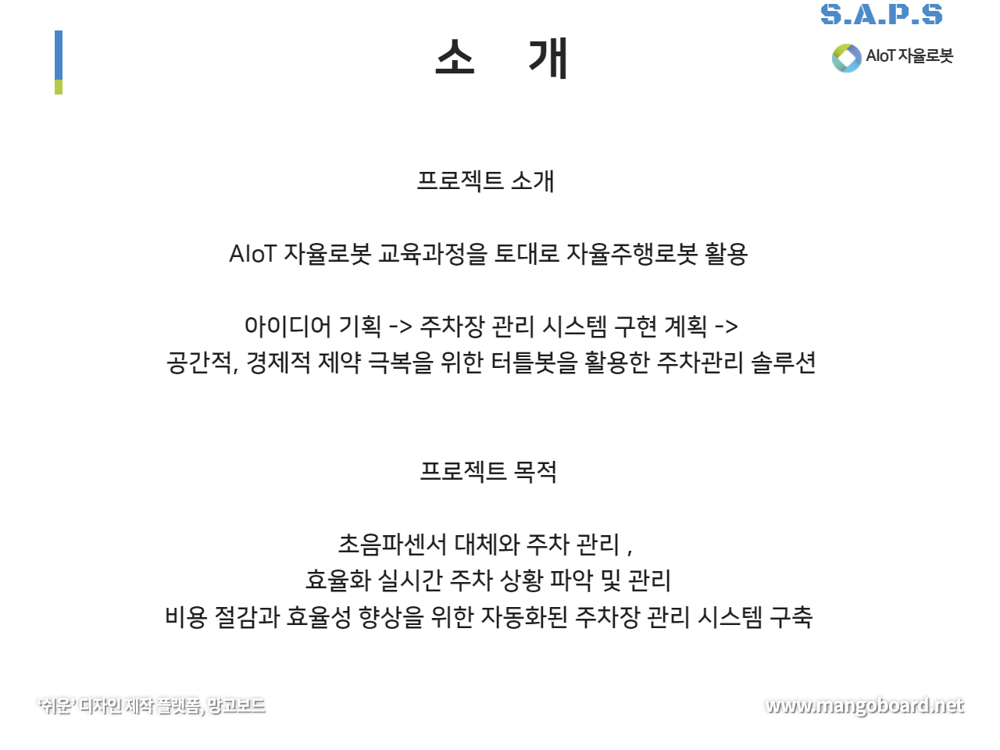 S.A.P.S
소 개
AIoT 자율로봇
프로젝트 소개
AIoT 자율로봇 교육과정을 토대로 자율주행로봇 활용
아이디어 기획 -> 주차장 관리 시스템 구현 계획 ->
공간적, 경제적 제약 극복을 위한 터틀봇을 활용한 주차관리 솔루션
프로젝트 목적
초음파센서 대체와 주차 관리 ,
효율화 실시간 주차 상황 파악 및 관리
비용 절감과 효율성 향상을 위한 자동화된 주차장 관리 시스템 구축
‘쉬운’ 디자인 제작 플랫폼, 망고보드
www.mangoboard.net